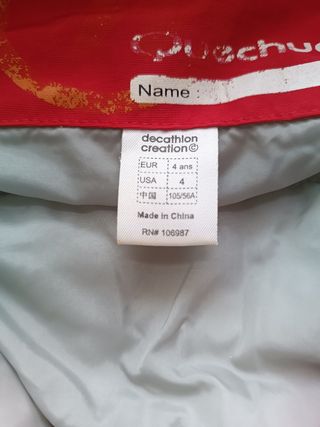 Quechua
Name :
decathlon
creation©
EUR 4 ans
USA 4
中国 105/56A
Made in China
RN# 106987